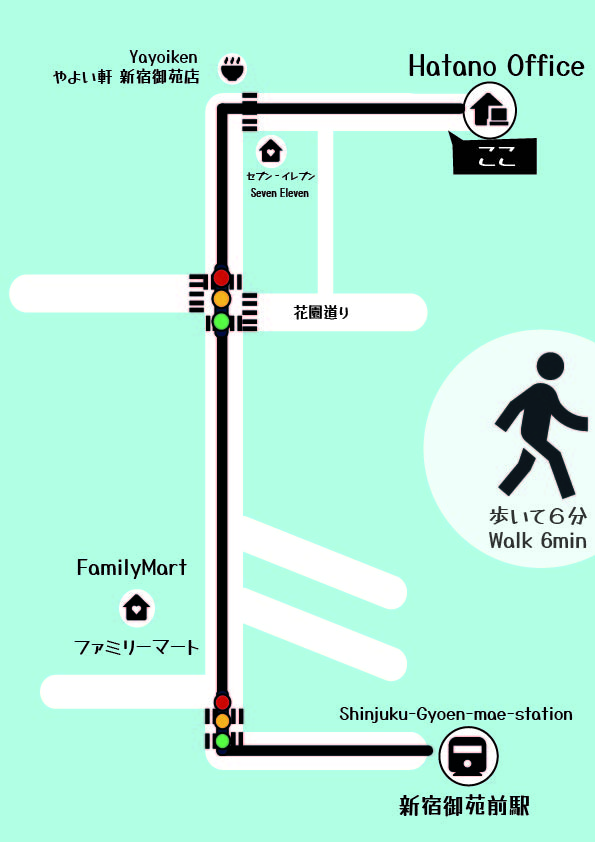 Yayoiken
やよい軒 新宿御苑店
Hatano Office
ここ
セブン-イレブン
Seven Eleven
花園通り
歩いて6分
Walk 6min
FamilyMart
ファミリーマート
Shinjuku-Gyoen-mae-station
新宿御苑前駅